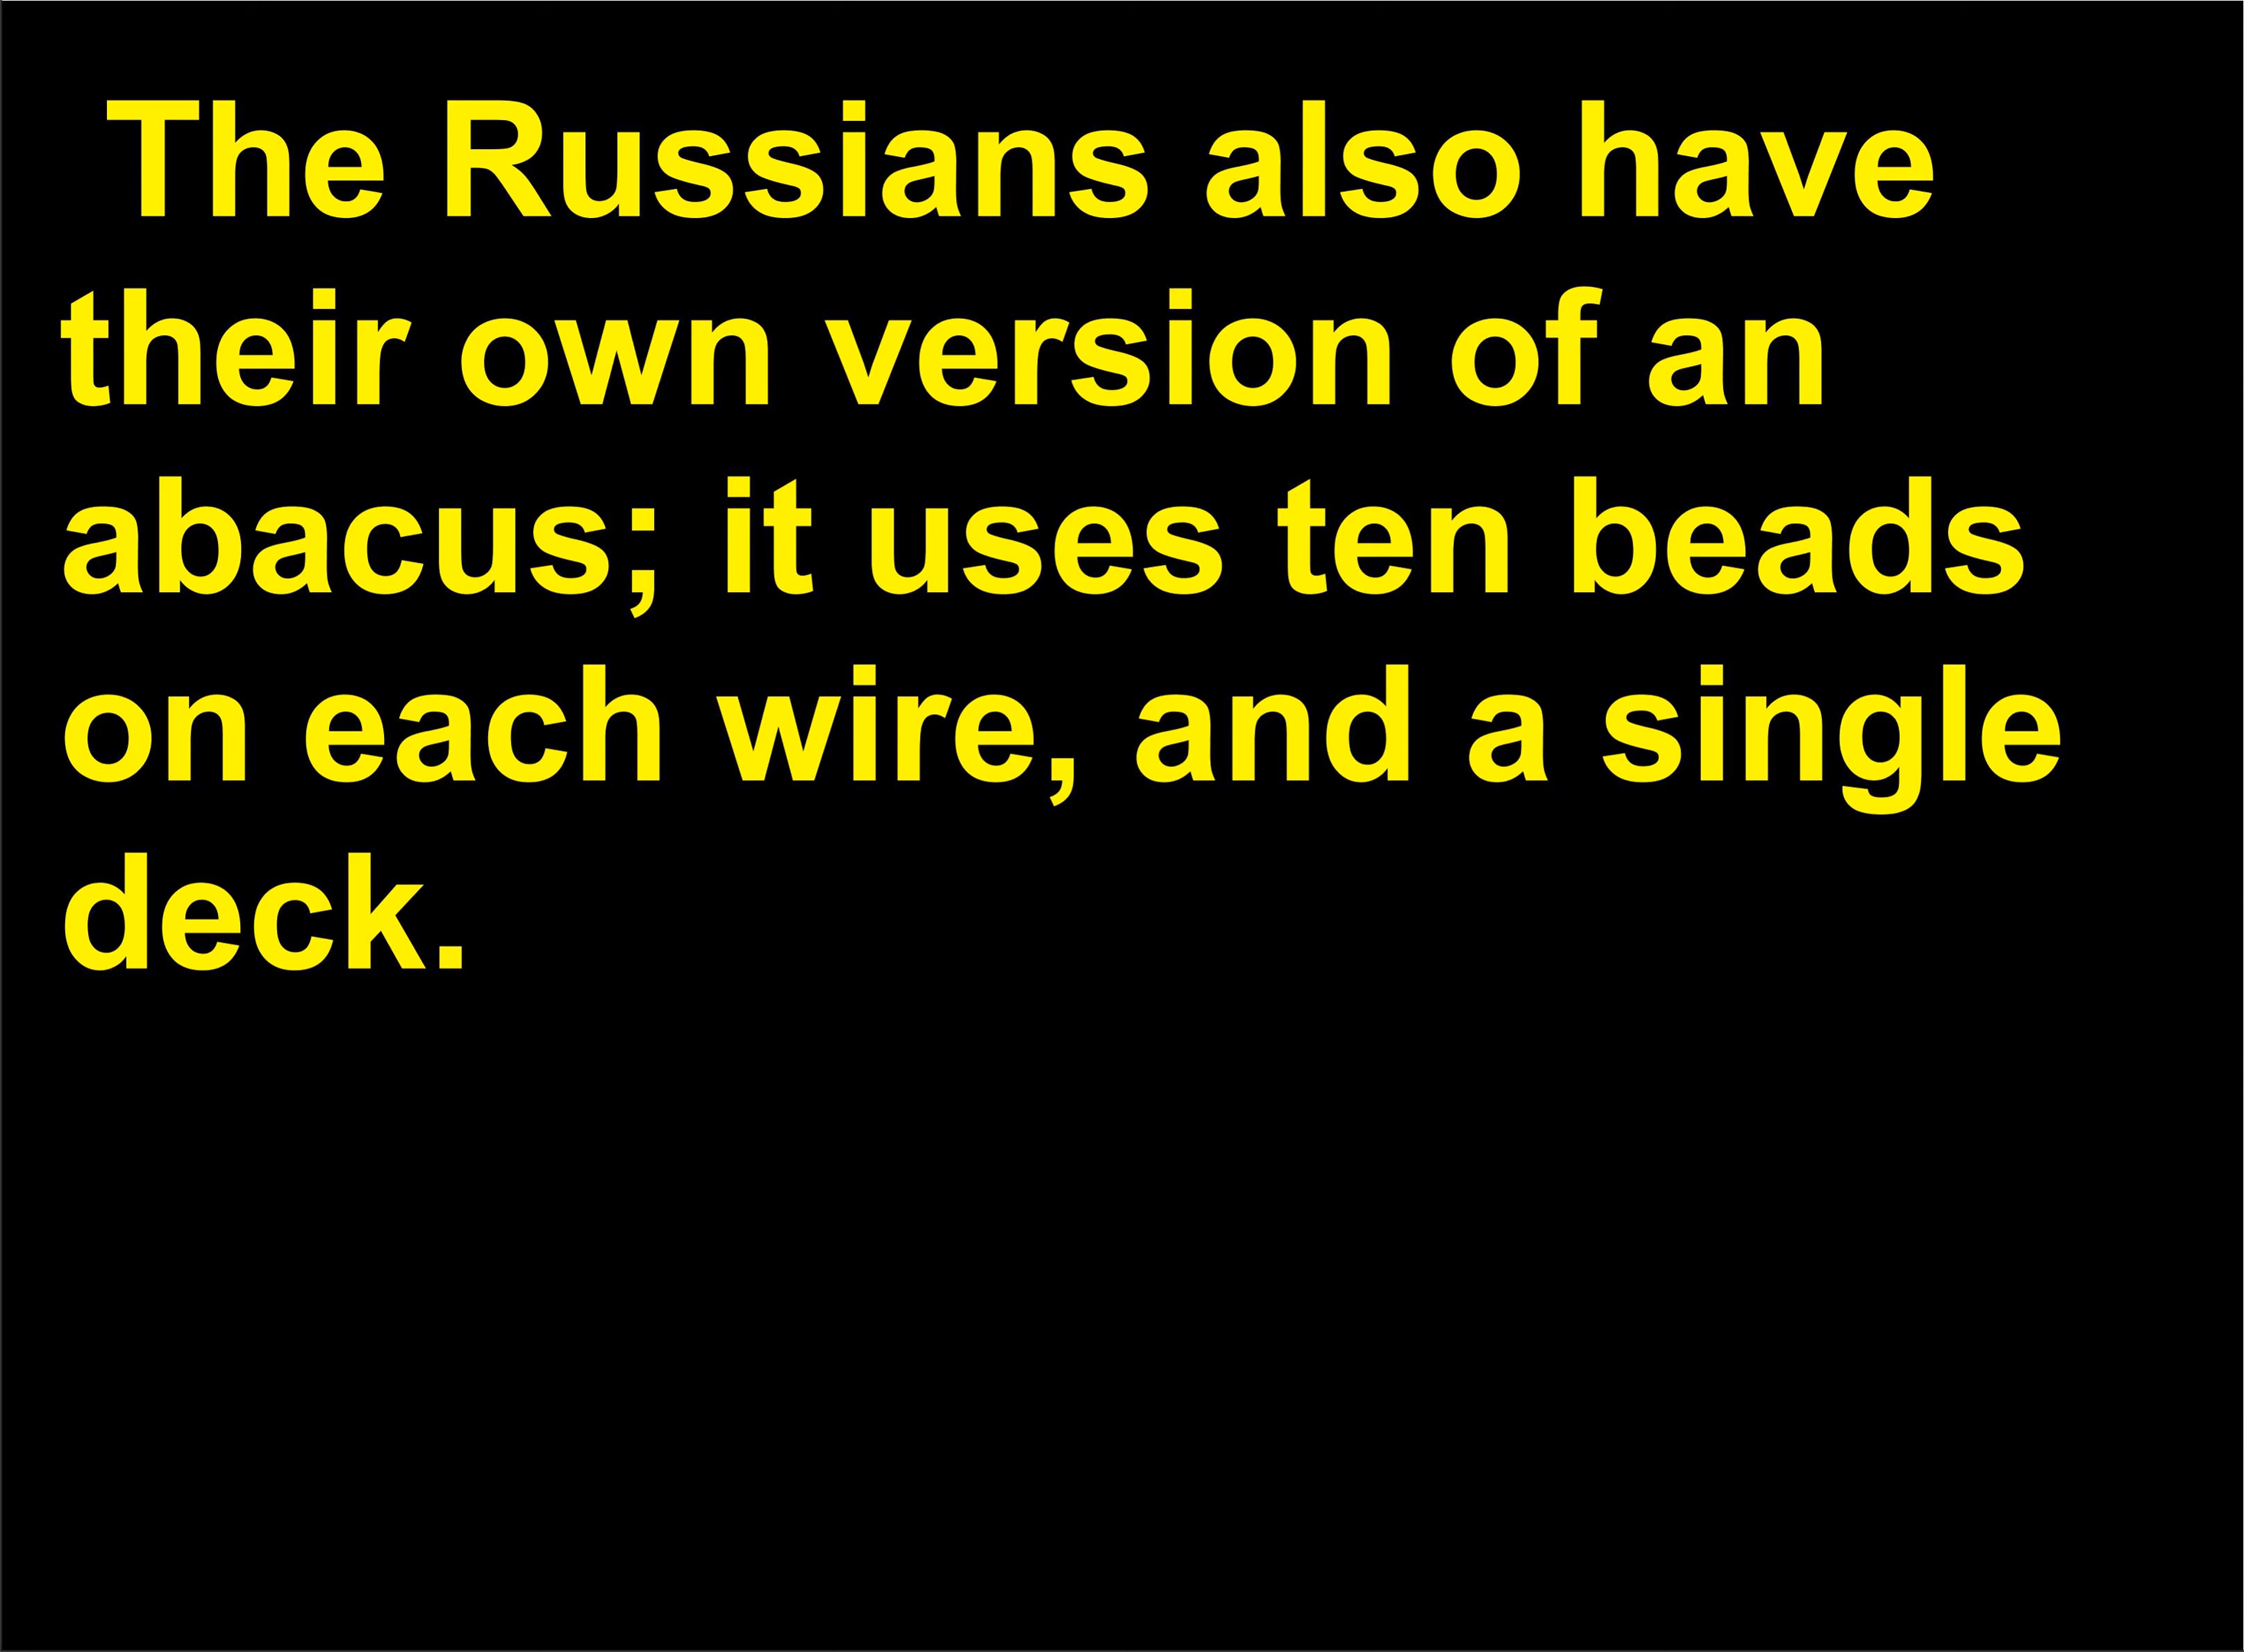 The Russians also have
their own version of an
abacus; it uses ten beads
on each wire, and a single
deck.